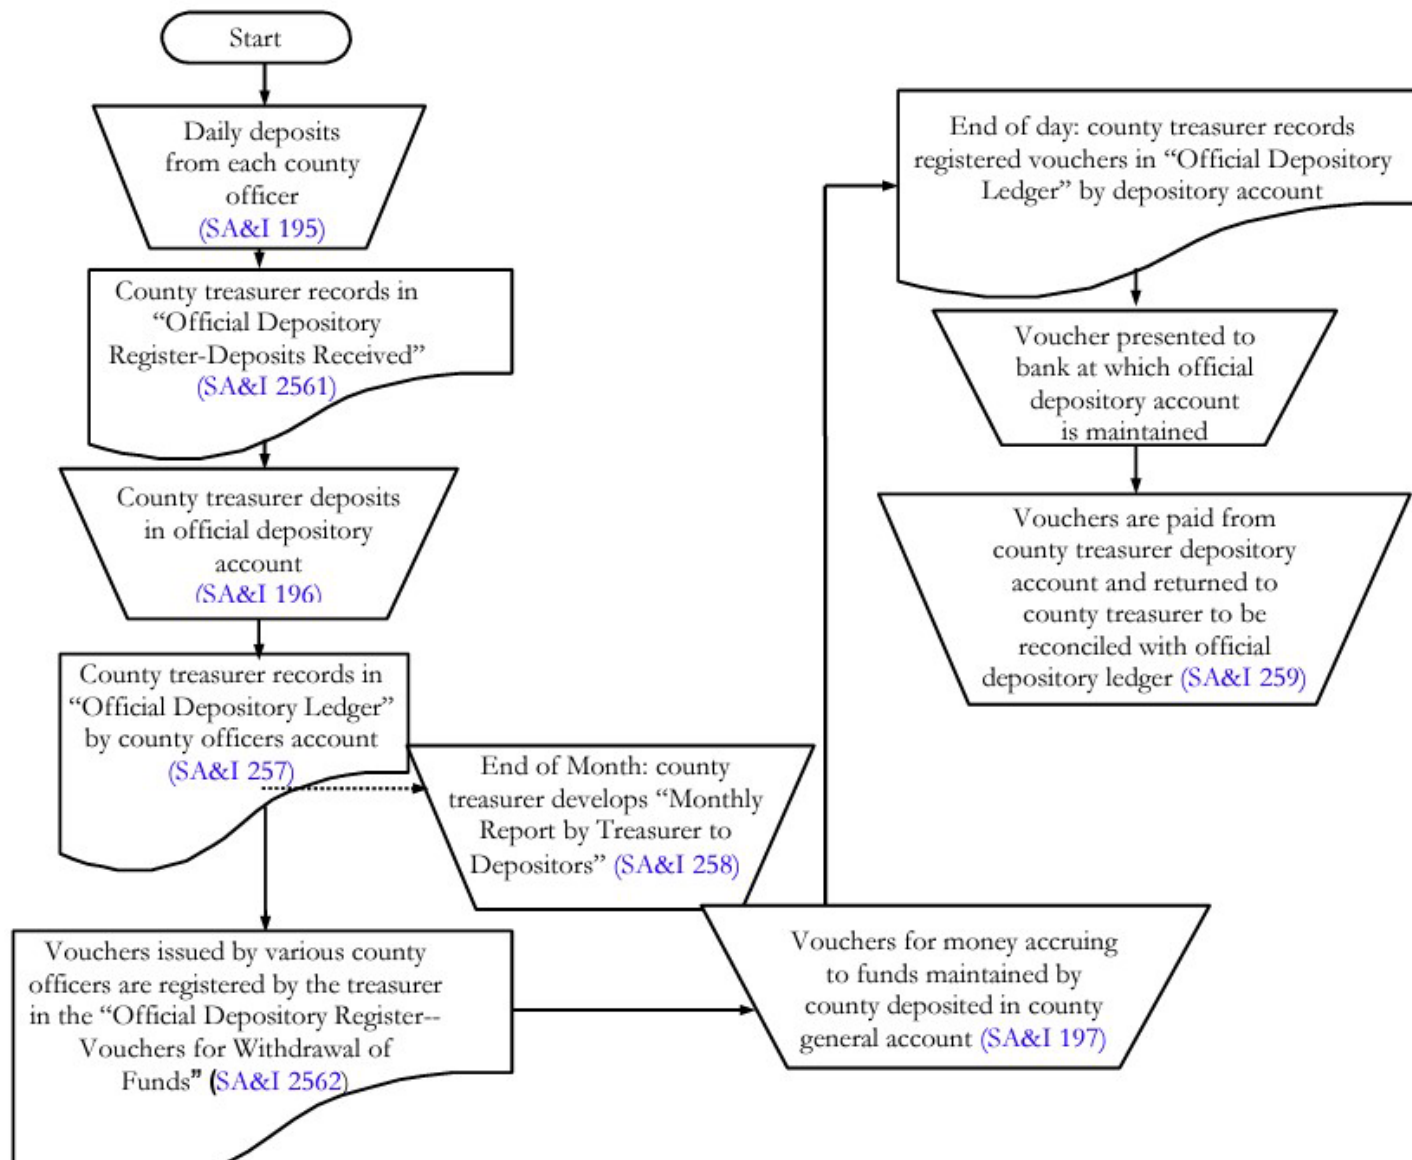 Start
Daily deposits
from each county
officer
(SA&I 195)
County treasurer records in
“Official Depository
Register-Deposits Received”
(SA&I 2561)
County treasurer deposits
in official depository
account
(SA&I 196)
County treasurer records in
“Official Depository Ledger”
by county officers account
(SA&I 257)
End of Month: county
treasurer develops “Monthly
Report by Treasurer to
Depositors” (SA&I 258)
Vouchers issued by various county
officers are registered by the treasurer
in the “Official Depository Register--
Vouchers for Withdrawal of
Funds” (SA&I 2562)
Vouchers for money accruing
to funds maintained by
county deposited in county
general account (SA&I 197)
End of day: county treasurer records
registered vouchers in “Official Depository
Ledger” by depository account
Voucher presented to
bank at which official
depository account
is maintained
Vouchers are paid from
county treasurer depository
account and returned to
county treasurer to be
reconciled with official
depository ledger (SA&I 259)